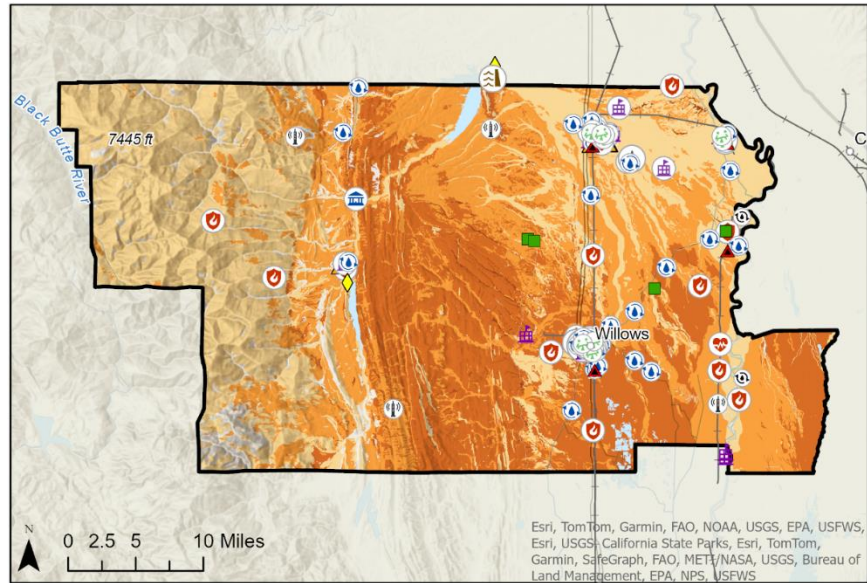 Black Butte River
7445 ft
C
Willows
N
0 2.5 5 10 Miles
Esri, TomTom, Garmin, FAO, NOAA, USGS, EPA, USFWS,
Esri, USGS, California State Parks, Esri, TomTom,
Garmin, SafeGraph, FAO, METI/NASA, USGS, Bureau of
Land Management, EPA, NPS, USFWS